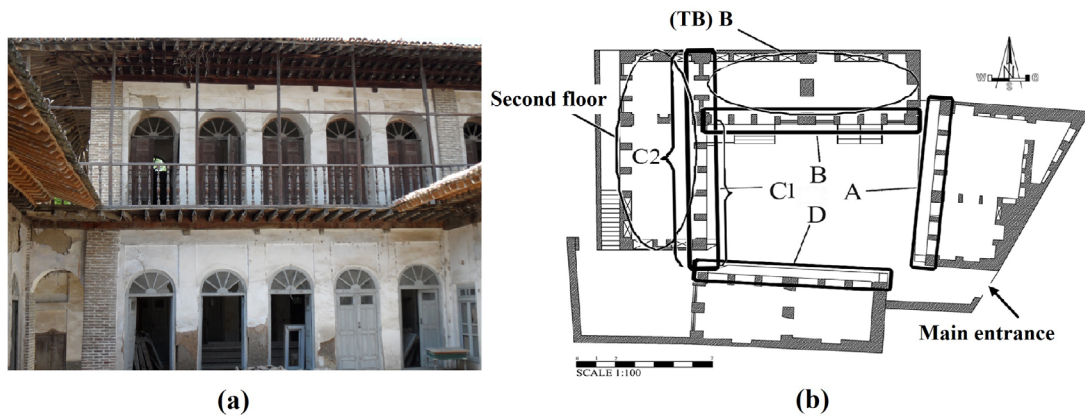 (TB) B
N
W
S
Second floor
C2
C1
B
A
D
Main entrance
SCALE 1:100
(a)
(b)